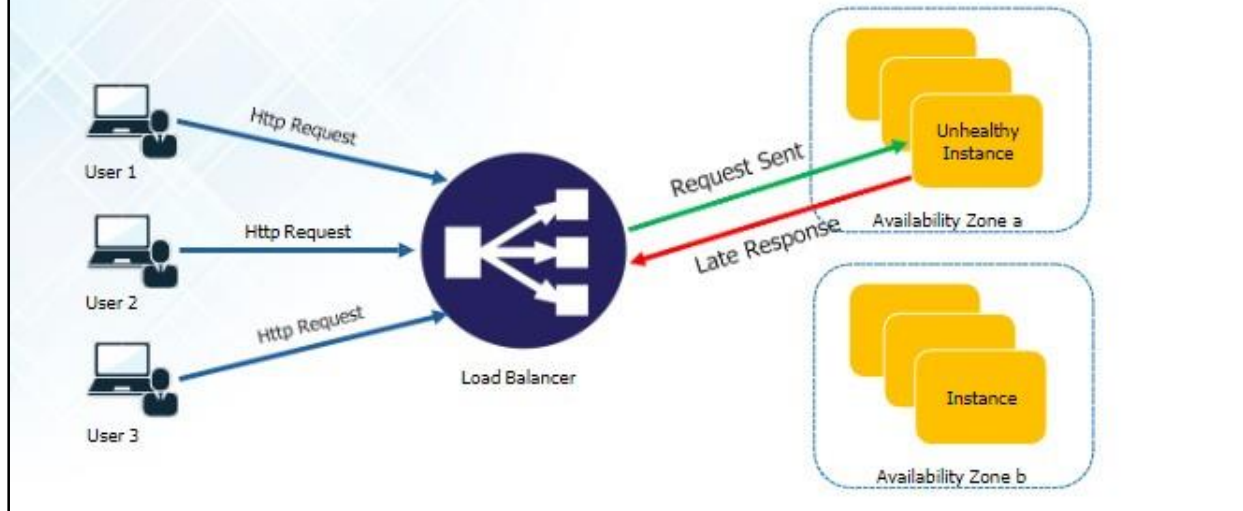 Http Request
User 1
Http Request
User 2
Http Request
User 3
Load Balancer
Request Sent
Late Response
Unhealthy
Instance
Availability Zone a
Instance
Availability Zone b